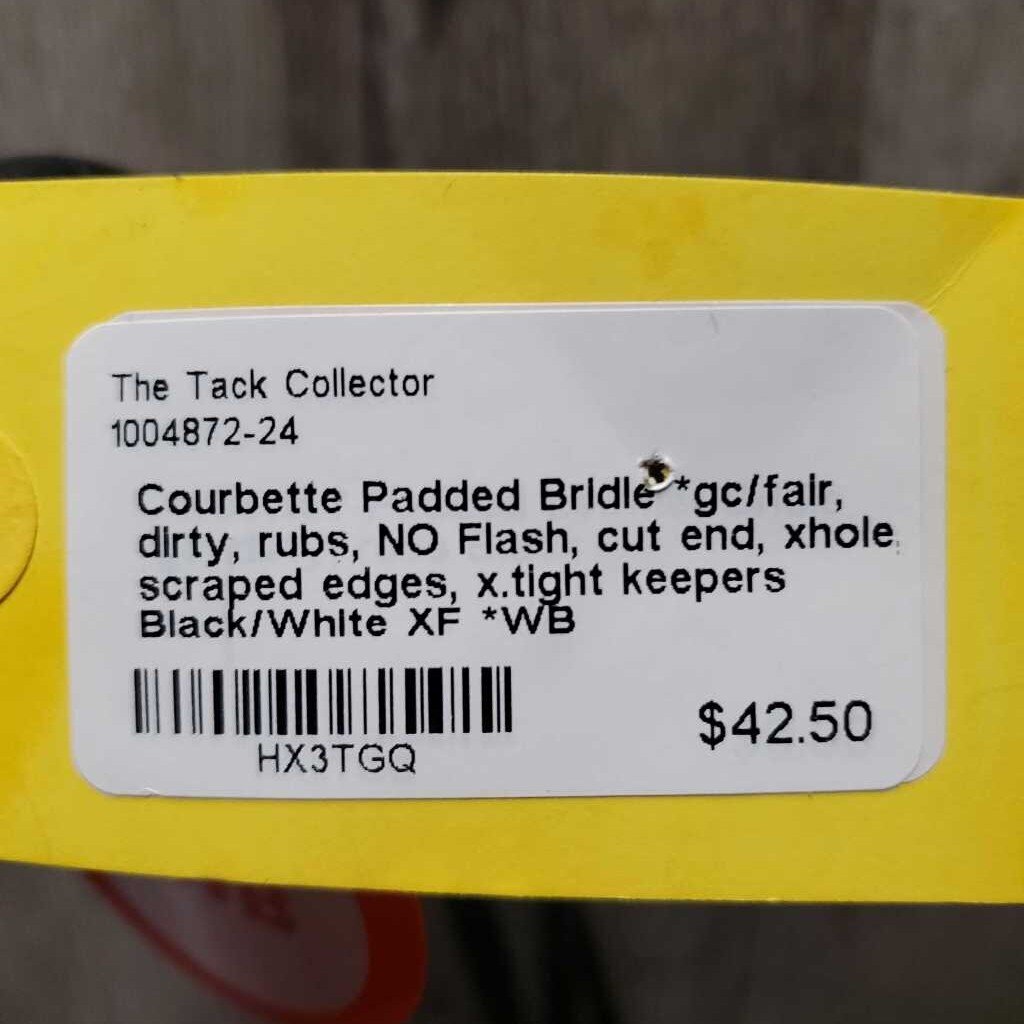 The Tack Collector
1004872-24
Courbette Padded Bridle *gc/fair,
dirty, rubs, NO Flash, cut end, xhole,
scraped edges, x.tight keepers
Black/White XF *WB
HX3TGQ
$42.50